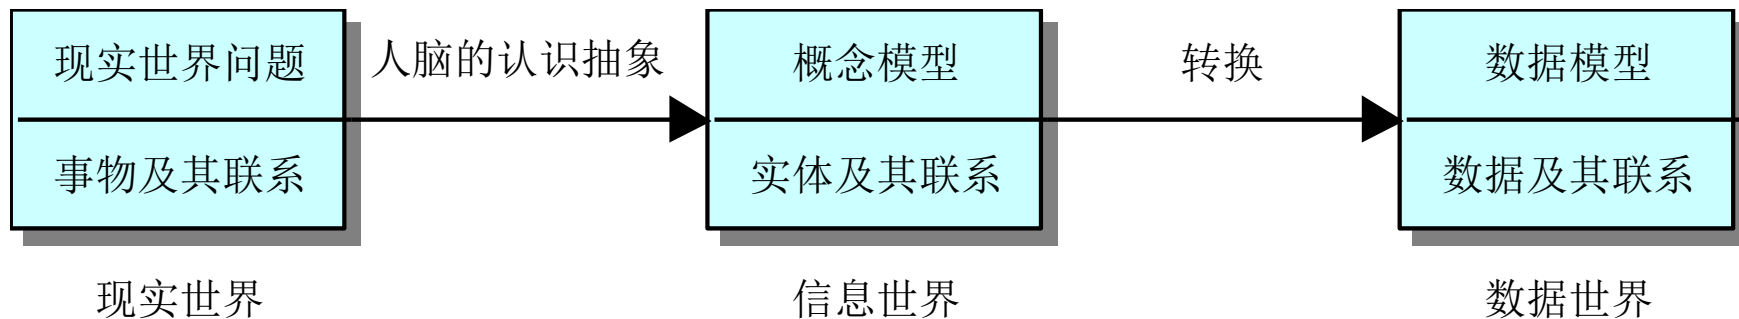 现实世界问题
人脑的认识抽象
概念模型
转换
数据模型
事物及其联系
实体及其联系
数据及其联系
现实世界
信息世界
数据世界